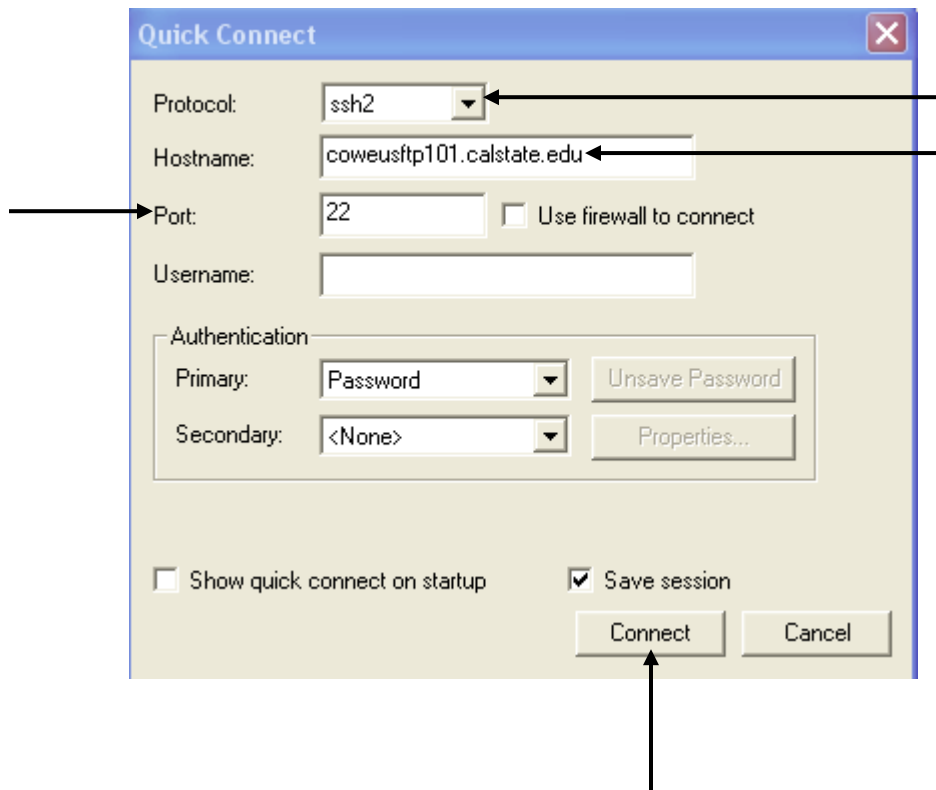 Quick Connect
Protocol: ssh2
Hostname: coweusftp101.calstate.edu
Port: 22 Use firewall to connect
Username:
Authentication
Primary: Password Unsave Password
Secondary: <None> Properties...
Show quick connect on startup Save session
Connect Cancel